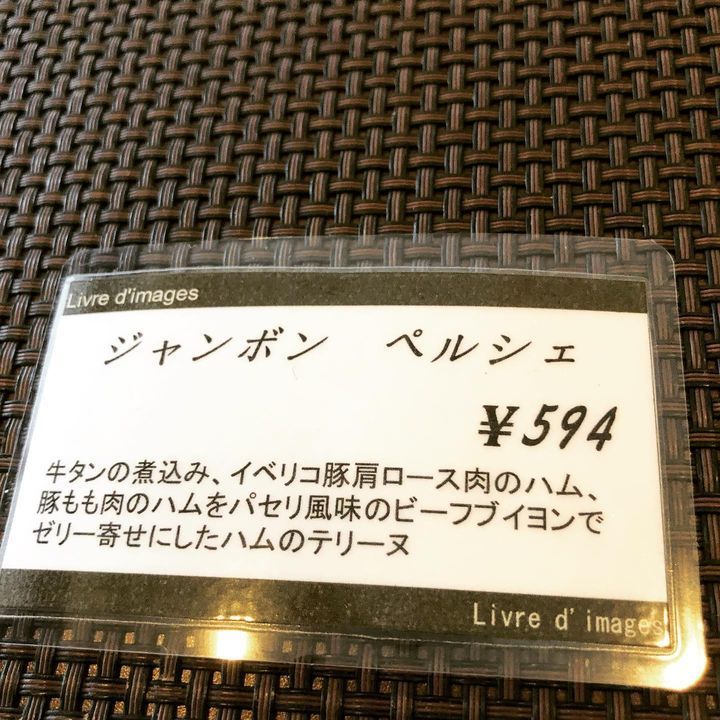 Livre d'images
ジャンボン ペルシェ
¥594
牛タンの煮込み、イベリコ豚肩ロース肉のハム、
豚もも肉のハムをパセリ風味のビーフブイヨンで
ゼリー寄せにしたハムのテリーヌ
Livre d'images